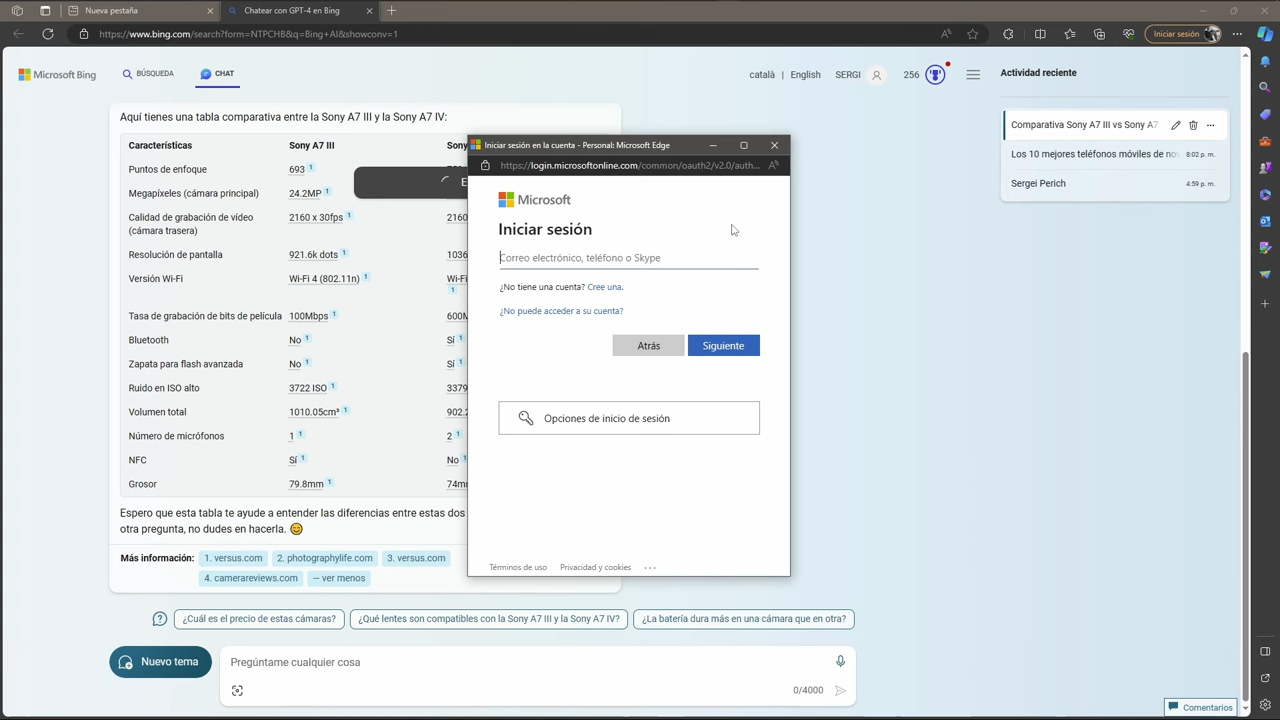 Nueva pestaña
Chatear con GPT-4 en Bing
https://www.bing.com/search?form=NTPCHB&q=Bing+AI&showconv=1
Iniciar sesión
Microsoft Bing
BÚSQUEDA
CHAT
català | English SERGI 256
Actividad reciente
Comparativa Sony A7 III vs Sony A7
Los 10 mejores teléfonos móviles de 8:02 p. m.
Sergei Perich 4:59 p. m.
Aquí tienes una tabla comparativa entre la Sony A7 III y la Sony A7 IV:
Características Sony A7 III Sony
Puntos de enfoque 693 1
Megapíxeles (cámara principal) 24.2MP 1
Calidad de grabación de vídeo (cámara trasera) 2160 x 30fps 1 2160
Resolución de pantalla 921.6k dots 1 1036
Versión Wi-Fi Wi-Fi 4 (802.11n) 1 Wi-Fi 1
Tasa de grabación de bits de película 100Mbps 1 600M
Bluetooth No 1 Sí 1
Zapata para flash avanzada No 1 Sí 1
Ruido en ISO alto 3722 ISO 1 3379
Volumen total 1010.05cm³ 1 902.2
Número de micrófonos 1 1 2 1
NFC Sí 1 No 1
Grosor 79.8mm 1 74mm
Espero que esta tabla te ayude a entender las diferencias entre estas dos
otra pregunta, no dudes en hacerla. 😊
Más información: 1. versus.com 2. photographylife.com 3. versus.com
4. camerareviews.com — ver menos
Iniciar sesión en la cuenta - Personal: Microsoft Edge
https://login.microsoftonline.com/common/oauth2/v2.0/auth...
Microsoft
Iniciar sesión
Correo electrónico, teléfono o Skype
¿No tiene una cuenta? Cree una.
¿No puede acceder a su cuenta?
Atrás
Siguiente
Opciones de inicio de sesión
Términos de uso Privacidad y cookies ...
¿Cuál es el precio de estas cámaras?
¿Qué lentes son compatibles con la Sony A7 III y la Sony A7 IV?
¿La batería dura más en una cámara que en otra?
Nuevo tema
Pregúntame cualquier cosa
0/4000
Comentarios